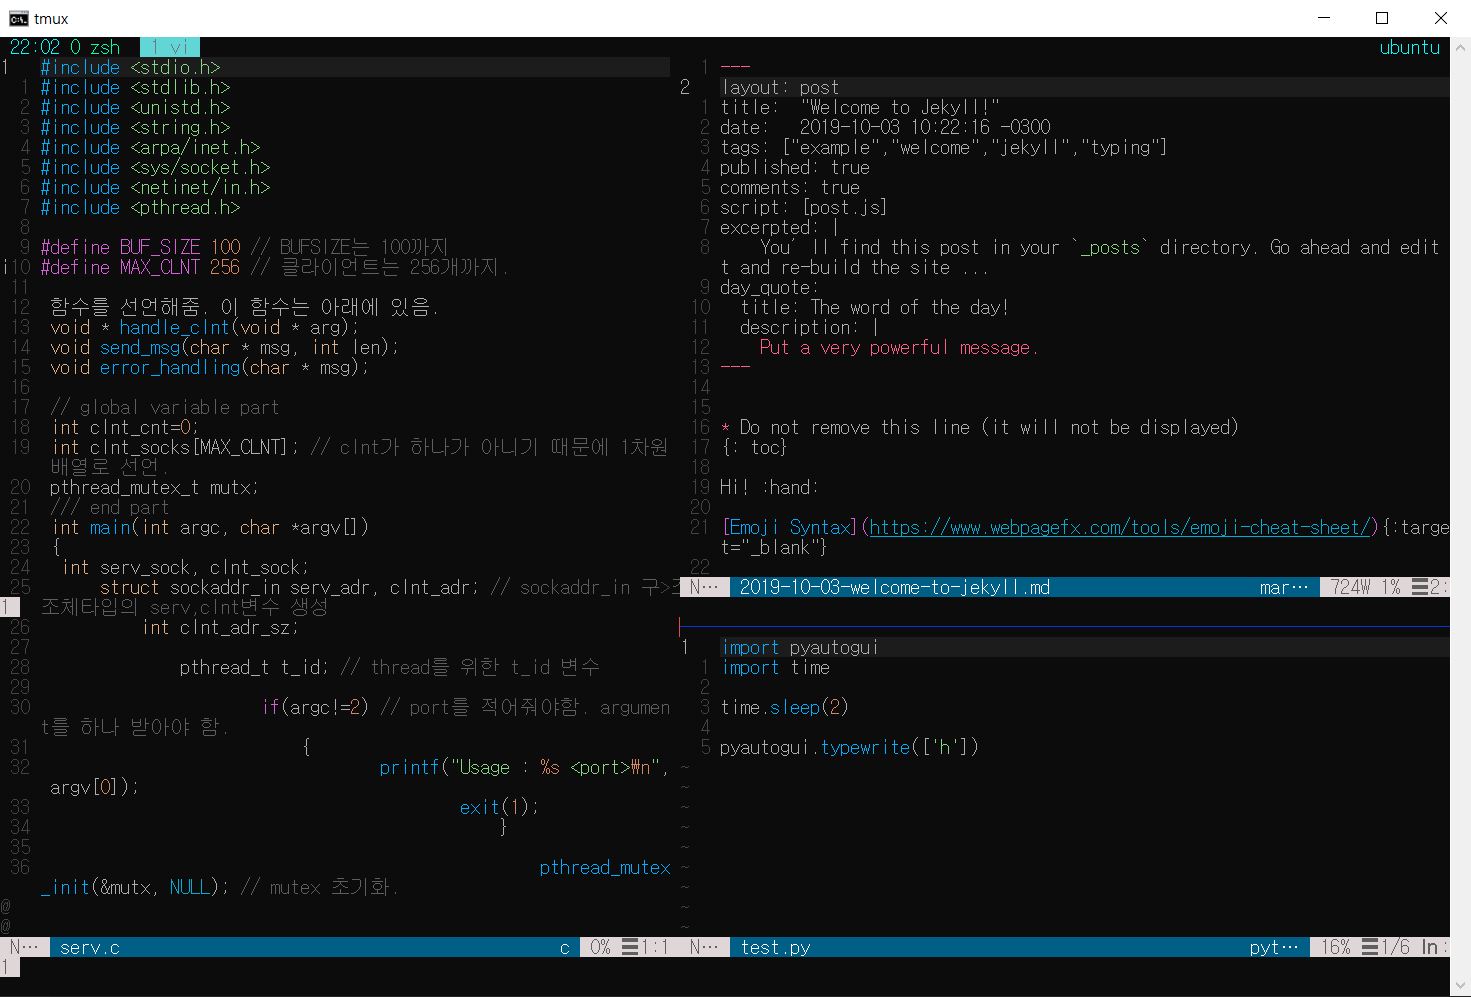 tmux
22:02 0 zsh 1 vi ubuntu
1 #include <stdio.h>
1 #include <stdlib.h>
2 #include <unistd.h>
3 #include <string.h>
4 #include <arpa/inet.h>
5 #include <sys/socket.h>
6 #include <netinet/in.h>
7 #include <pthread.h>
8
9 #define BUF_SIZE 100 // BUFSIZE는 100까지
i10 #define MAX_CLNT 256 // 클라이언트는 256개까지.
11
12 함수를 선언해줌. 이 함수는 아래에 있음.
13 void * handle_clnt(void * arg);
14 void send_msg(char * msg, int len);
15 void error_handling(char * msg);
16
17 // global variable part
18 int clnt_cnt=0;
19 int clnt_socks[MAX_CLNT]; // clnt가 하나가 아니기 때문에 1차원
배열로 선언.
20 pthread_mutex_t mutx;
21 /// end part
22 int main(int argc, char *argv[])
23 {
24 int serv_sock, clnt_sock;
25 struct sockaddr_in serv_adr, clnt_adr; // sockaddr_in 구>조
1 조체타입의 serv,clnt변수 생성
26 int clnt_adr_sz;
27
28 pthread_t t_id; // thread를 위한 t_id 변수
29
30 if(argc!=2) // port를 적어줘야함. argumen
t를 하나 받아야 함.
31 {
32 printf("Usage : %s <port>₩n",
argv[0]);
33 exit(1);
34 }
35
36 pthread_mutex
_init(&mutx, NULL); // mutex 초기화.
@
@
N… serv.c c 0% ☰1:1
1
1 ---
2 layout: post
1 title: "Welcome to Jekyll!"
2 date: 2019-10-03 10:22:16 -0300
3 tags: ["example","welcome","jekyll","typing"]
4 published: true
5 comments: true
6 script: [post.js]
7 excerpted: |
8 You'll find this post in your `_posts` directory. Go ahead and edit
t and re-build the site ...
9 day_quote:
10 title: The word of the day!
11 description: |
12 Put a very powerful message.
13 ---
14
15
16 * Do not remove this line (it will not be displayed)
17 {: toc}
18
19 Hi! :hand:
20
21 [Emoji Syntax](https://www.webpagefx.com/tools/emoji-cheat-sheet/){:targe
t="_blank"}
22
N… 2019-10-03-welcome-to-jekyll.md mar… 724W 1% ☰2:
1 import pyautogui
1 import time
2
3 time.sleep(2)
4
5 pyautogui.typewrite(['h'])
~
~
~
~
~
~
~
~
~
N… test.py pyt… 16% ☰1/6 ln: